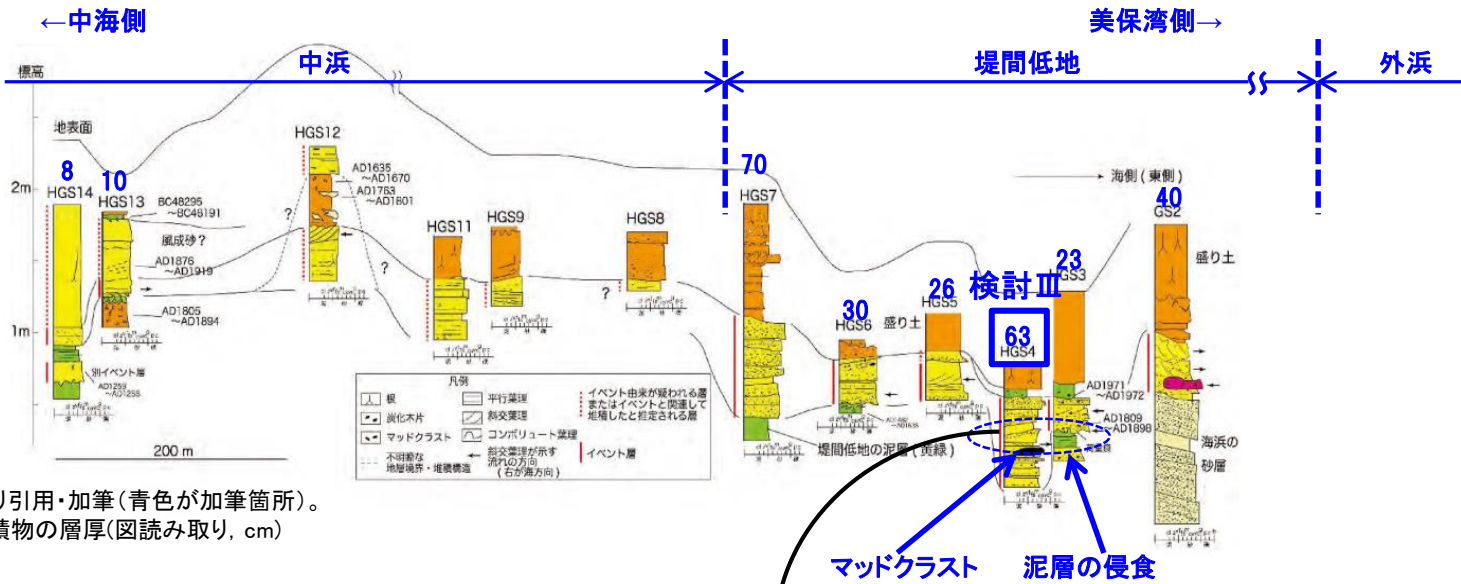 ←中海側
美保湾側→
中浜
堤間低地
外浜
標高
地表面
2m
1m
8
HGS14
10
HGS13
BC48295
～BC48191
風成砂？
AD1876
～AD1919
AD1805
～AD1894
別イベント層
AD1259
HGS12
AD1635
～AD1670
AD1763
～AD1801
?
?
HGS11
HGS9
HGS8
?
70
HGS7
→ 海側(東側)
30
HGS6
26
HGS5
盛り土
検討Ⅲ
63
HGS4
23
HGS3
AD1971
～AD1972
AD1809
～AD1898
40
GS2
盛り土
海浜の
砂層
堤間低地の泥層(黄緑)
200 m
凡例
根
炭化木片
マッドクラスト
不明瞭な
地層境界・堆積構造
平行葉理
斜交葉理
コンボリュート葉理
斜交葉理が示す
流れの方向
(右が海方向)
イベント由来が疑われる層
またはイベントと関連して
堆積したと推定される層
イベント層
り引用・加筆(青色が加筆箇所)。
積物の層厚(図読み取り, cm)
マッドクラスト
泥層の侵食